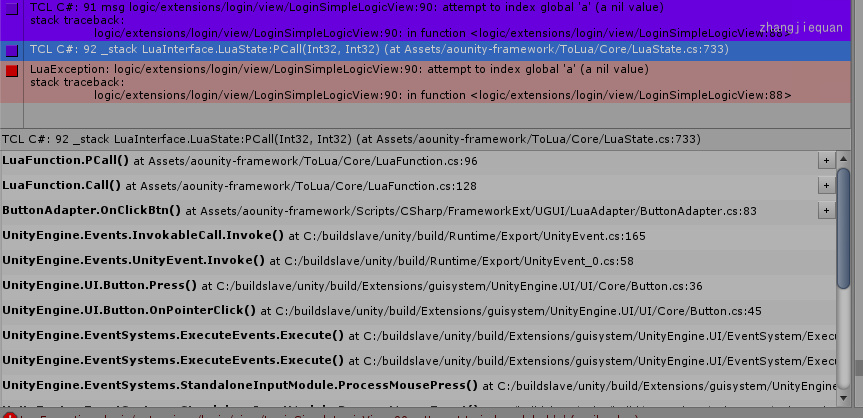 TCL C#: 91 msg logic/extensions/login/view/LoginSimpleLogicView:90: attempt to index global 'a' (a nil value)
stack traceback:
logic/extensions/login/view/LoginSimpleLogicView:90: in function <logic/extensions/login/view/LoginSimpleLogicView:88>
zhangjiequan
TCL C#: 92 _stack LuaInterface.LuaState:PCall(Int32, Int32) (at Assets/aounity-framework/ToLua/Core/LuaState.cs:733)
LuaException: logic/extensions/login/view/LoginSimpleLogicView:90: attempt to index global 'a' (a nil value)
stack traceback:
logic/extensions/login/view/LoginSimpleLogicView:90: in function <logic/extensions/login/view/LoginSimpleLogicView:88>
TCL C#: 92 _stack LuaInterface.LuaState:PCall(Int32, Int32) (at Assets/aounity-framework/ToLua/Core/LuaState.cs:733)
LuaFunction.PCall() at Assets/aounity-framework/ToLua/Core/LuaFunction.cs:96 +
LuaFunction.Call() at Assets/aounity-framework/ToLua/Core/LuaFunction.cs:128 +
ButtonAdapter.OnClickBtn() at Assets/aounity-framework/Scripts/CSharp/FrameworkExt/UGUI/LuaAdapter/ButtonAdapter.cs:83 +
UnityEngine.Events.InvokableCall.Invoke() at C:/buildslave/unity/build/Runtime/Export/UnityEvent.cs:165
UnityEngine.Events.UnityEvent.Invoke() at C:/buildslave/unity/build/Runtime/Export/UnityEvent_0.cs:58
UnityEngine.UI.Button.Press() at C:/buildslave/unity/build/Extensions/guisystem/UnityEngine.UI/UI/Core/Button.cs:36
UnityEngine.UI.Button.OnPointerClick() at C:/buildslave/unity/build/Extensions/guisystem/UnityEngine.UI/UI/Core/Button.cs:45
UnityEngine.EventSystems.ExecuteEvents.Execute() at C:/buildslave/unity/build/Extensions/guisystem/UnityEngine.UI/EventSystem/Execu
UnityEngine.EventSystems.ExecuteEvents.Execute() at C:/buildslave/unity/build/Extensions/guisystem/UnityEngine.UI/EventSystem/Execu
UnityEngine.EventSystems.StandaloneInputModule.ProcessMousePress() at C:/buildslave/unity/build/Extensions/guisystem/UnityEngine